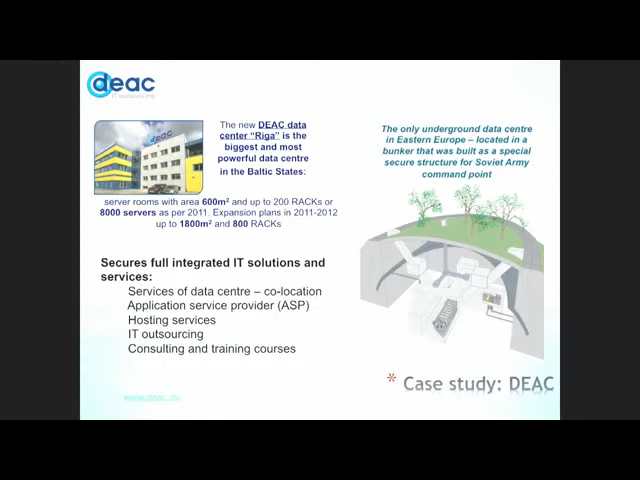 deac
IT outsourcing
deac
The new DEAC data
center "Riga" is the
biggest and most
powerful data centre
in the Baltic States:
server rooms with area 600m² and up to 200 RACKs or
8000 servers as per 2011. Expansion plans in 2011-2012
up to 1800m² and 800 RACKs
Secures full integrated IT solutions and
services:
Services of data centre – co-location
Application service provider (ASP)
Hosting services
IT outsourcing
Consulting and training courses
www.deac.eu
The only underground data centre
in Eastern Europe – located in a
bunker that was built as a special
secure structure for Soviet Army
command point
* Case study: DEAC